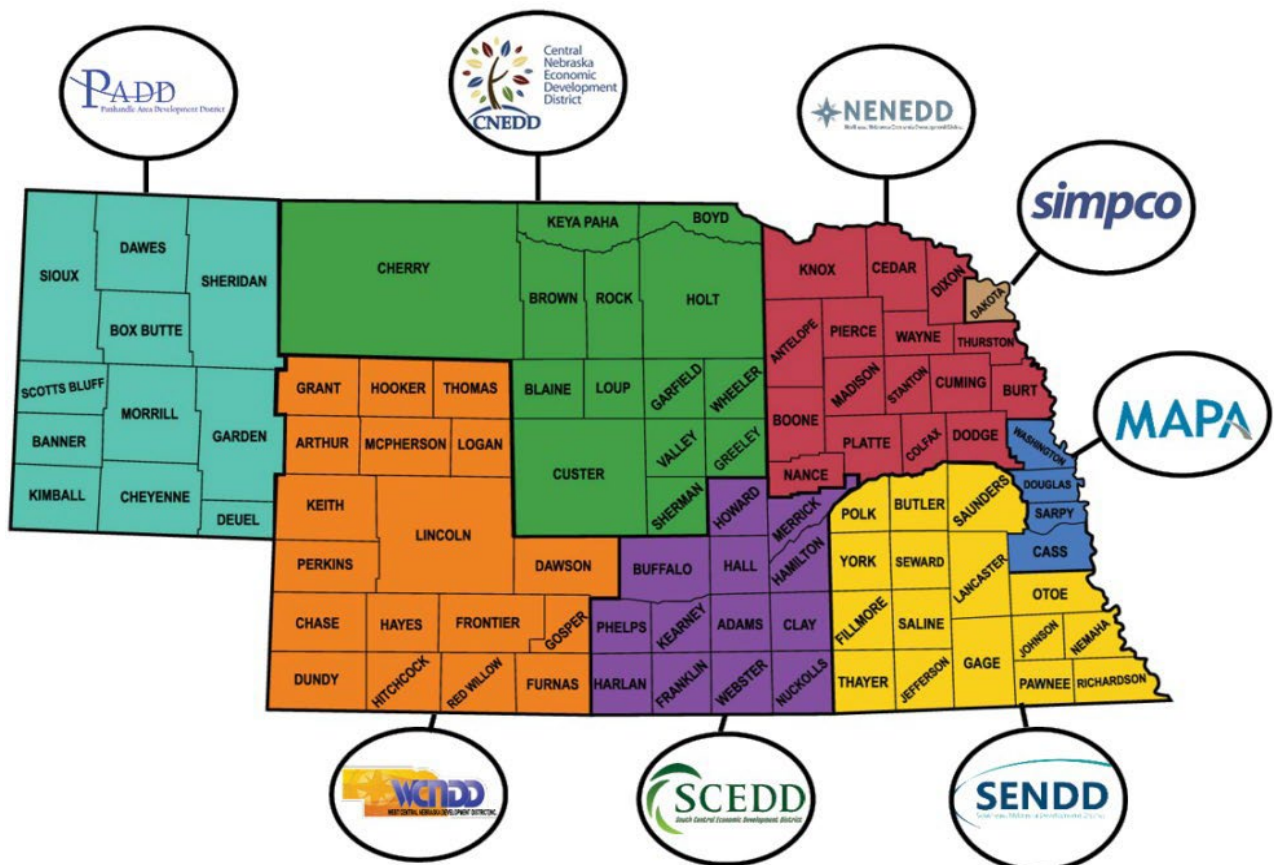 PADD
Panhandle Area Development District
Central
Nebraska
Economic
Development
District
CNEDD
NENEDD
simpco
MAPA
SIOUX
DAWES
SHERIDAN
BOX BUTTE
SCOTTS BLUFF
MORRILL
GARDEN
BANNER
KIMBALL
CHEYENNE
DEUEL
CHERRY
KEYA PAHA
BOYD
BROWN
ROCK
HOLT
BLAINE
LOUP
GARFIELD
WHEELER
CUSTER
VALLEY
GREELEY
SHERMAN
KNOX
CEDAR
DIXON
DAKOTA
ANTELOPE
PIERCE
WAYNE
THURSTON
MADISON
STANTON
CUMING
BURT
BOONE
PLATTE
COLFAX
DODGE
NANCE
WASHINGTON
DOUGLAS
SARPY
CASS
GRANT
HOOKER
THOMAS
ARTHUR
MCPHERSON
LOGAN
KEITH
LINCOLN
PERKINS
DAWSON
CHASE
HAYES
FRONTIER
GOSPER
DUNDY
HITCHCOCK
RED WILLOW
FURNAS
HOWARD
MERRICK
BUFFALO
HALL
HAMILTON
PHELPS
KEARNEY
ADAMS
CLAY
HARLAN
FRANKLIN
WEBSTER
NUCKOLLS
POLK
BUTLER
SAUNDERS
YORK
SEWARD
LANCASTER
OTOE
FILLMORE
SALINE
GAGE
JOHNSON
NEMAHA
THAYER
JEFFERSON
PAWNEE
RICHARDSON
WCNDD
WEST CENTRAL NEBRASKA DEVELOPMENT DISTRICT, INC.
SCEDD
South Central Economic Development District
SENDD